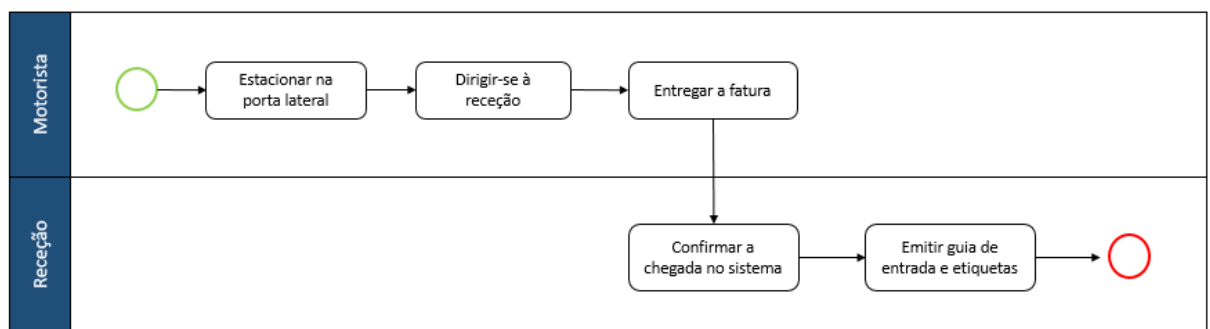 Motorista
Estacionar na
porta lateral
Dirigir-se à
receção
Entregar a fatura
Receção
Confirmar a
chegada no sistema
Emitir guia de
entrada e etiquetas